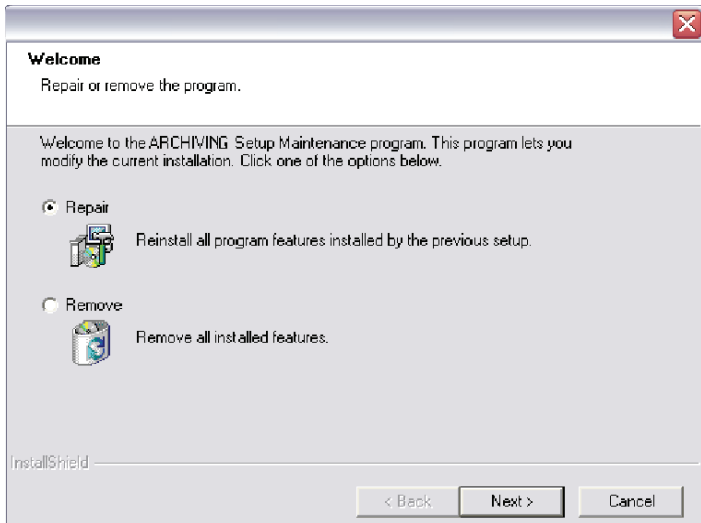 Welcome
Repair or remove the program.
Welcome to the ARCHIVING Setup Maintenance program. This program lets you
modify the current installation. Click one of the options below.
Repair
Reinstall all program features installed by the previous setup.
Remove
Remove all installed features.
InstallShield
< Back
Next >
Cancel